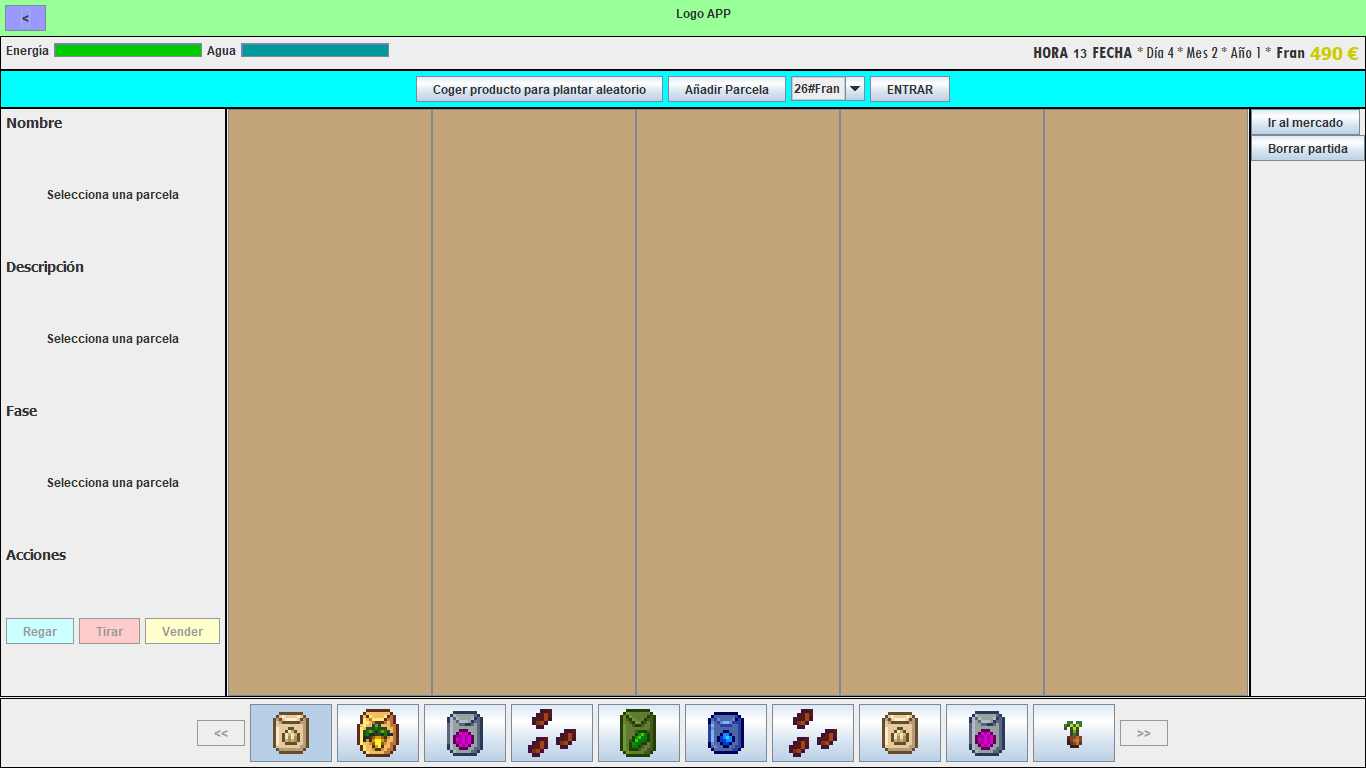 Logo APP
<
Energía Agua HORA 13 FECHA * Día 4 * Mes 2 * Año 1 * Fran 490 €
Coger producto para plantar aleatorio Añadir Parcela 26#Fran ENTRAR
Nombre
Selecciona una parcela
Descripción
Selecciona una parcela
Fase
Selecciona una parcela
Acciones
Regar Tirar Vender
Ir al mercado
Borrar partida
<< >>